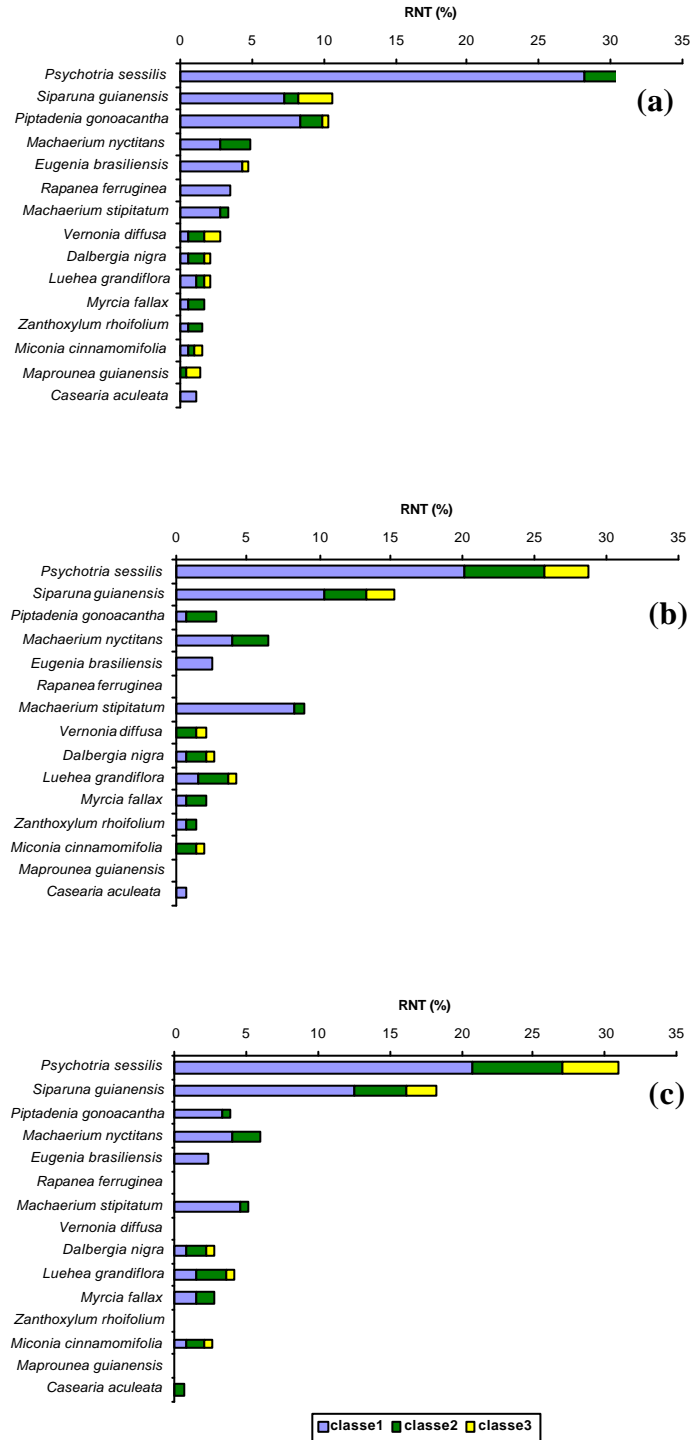 RNT (%)
0 5 10 15 20 25 30 35
Psychotria sessilis
Siparuna guianensis
(a)
Piptadenia gonoacantha
Machaerium nyctitans
Eugenia brasiliensis
Rapanea ferruginea
Machaerium stipitatum
Vernonia diffusa
Dalbergia nigra
Luehea grandiflora
Myrcia fallax
Zanthoxylum rhoifolium
Miconia cinnamomifolia
Maprounea guianensis
Casearia aculeata
RNT (%)
0 5 10 15 20 25 30 35
Psychotria sessilis
Siparuna guianensis
(b)
Piptadenia gonoacantha
Machaerium nyctitans
Eugenia brasiliensis
Rapanea ferruginea
Machaerium stipitatum
Vernonia diffusa
Dalbergia nigra
Luehea grandiflora
Myrcia fallax
Zanthoxylum rhoifolium
Miconia cinnamomifolia
Maprounea guianensis
Casearia aculeata
RNT (%)
0 5 10 15 20 25 30 35
Psychotria sessilis
Siparuna guianensis
(c)
Piptadenia gonoacantha
Machaerium nyctitans
Eugenia brasiliensis
Rapanea ferruginea
Machaerium stipitatum
Vernonia diffusa
Dalbergia nigra
Luehea grandiflora
Myrcia fallax
Zanthoxylum rhoifolium
Miconia cinnamomifolia
Maprounea guianensis
Casearia aculeata
classe1 classe2 classe3